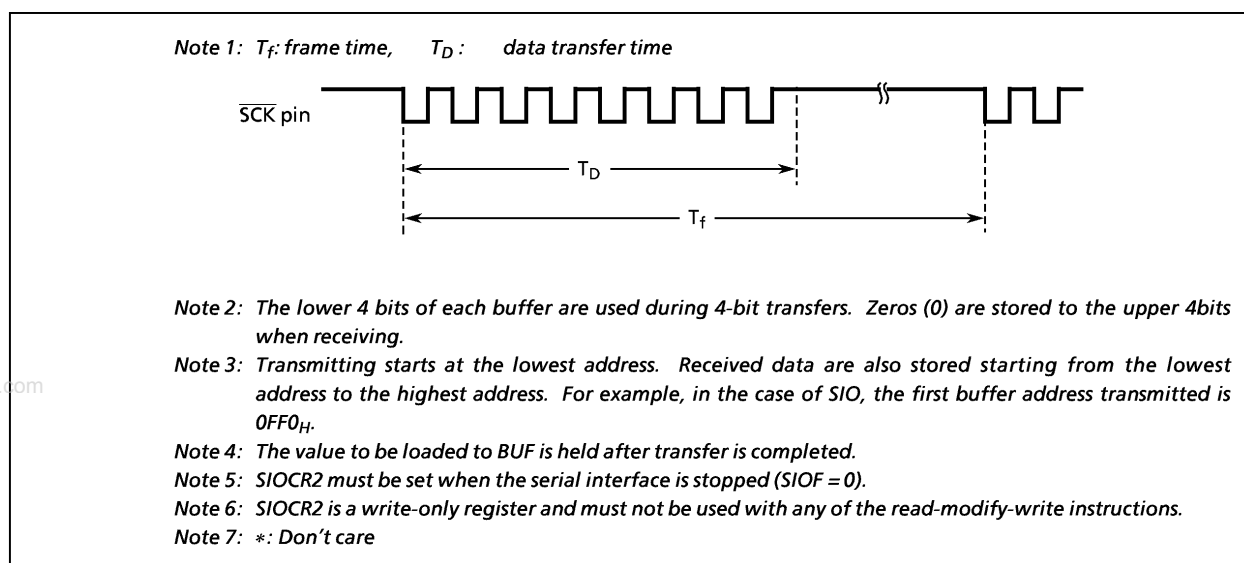 Note 1: Tf: frame time, TD : data transfer time
SCK pin
TD
Tf
Note 2: The lower 4 bits of each buffer are used during 4-bit transfers. Zeros (0) are stored to the upper 4bits
when receiving.
Note 3: Transmitting starts at the lowest address. Received data are also stored starting from the lowest
.com
address to the highest address. For example, in the case of SIO, the first buffer address transmitted is
0FF0H.
Note 4: The value to be loaded to BUF is held after transfer is completed.
Note 5: SIOCR2 must be set when the serial interface is stopped (SIOF = 0).
Note 6: SIOCR2 is a write-only register and must not be used with any of the read-modify-write instructions.
Note 7: *: Don't care